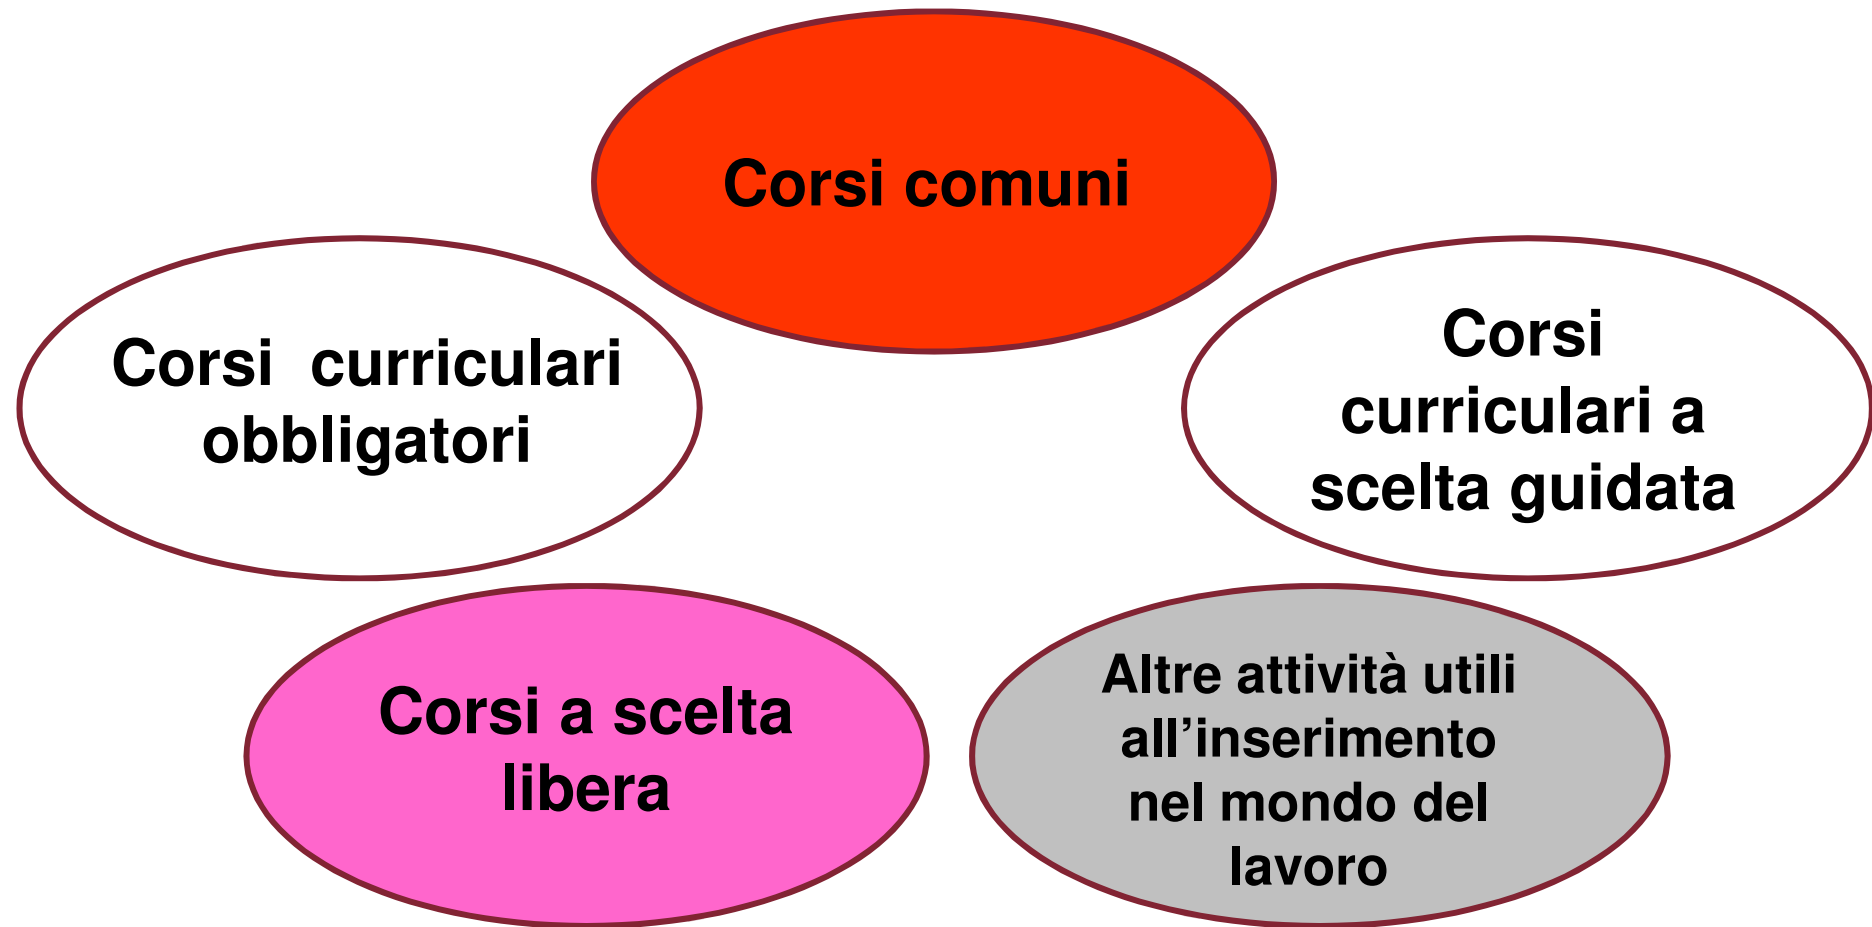 Corsi comuni
Corsi curriculari
obbligatori
Corsi
curriculari a
scelta guidata
Corsi a scelta
libera
Altre attività utili
all’inserimento
nel mondo del
lavoro